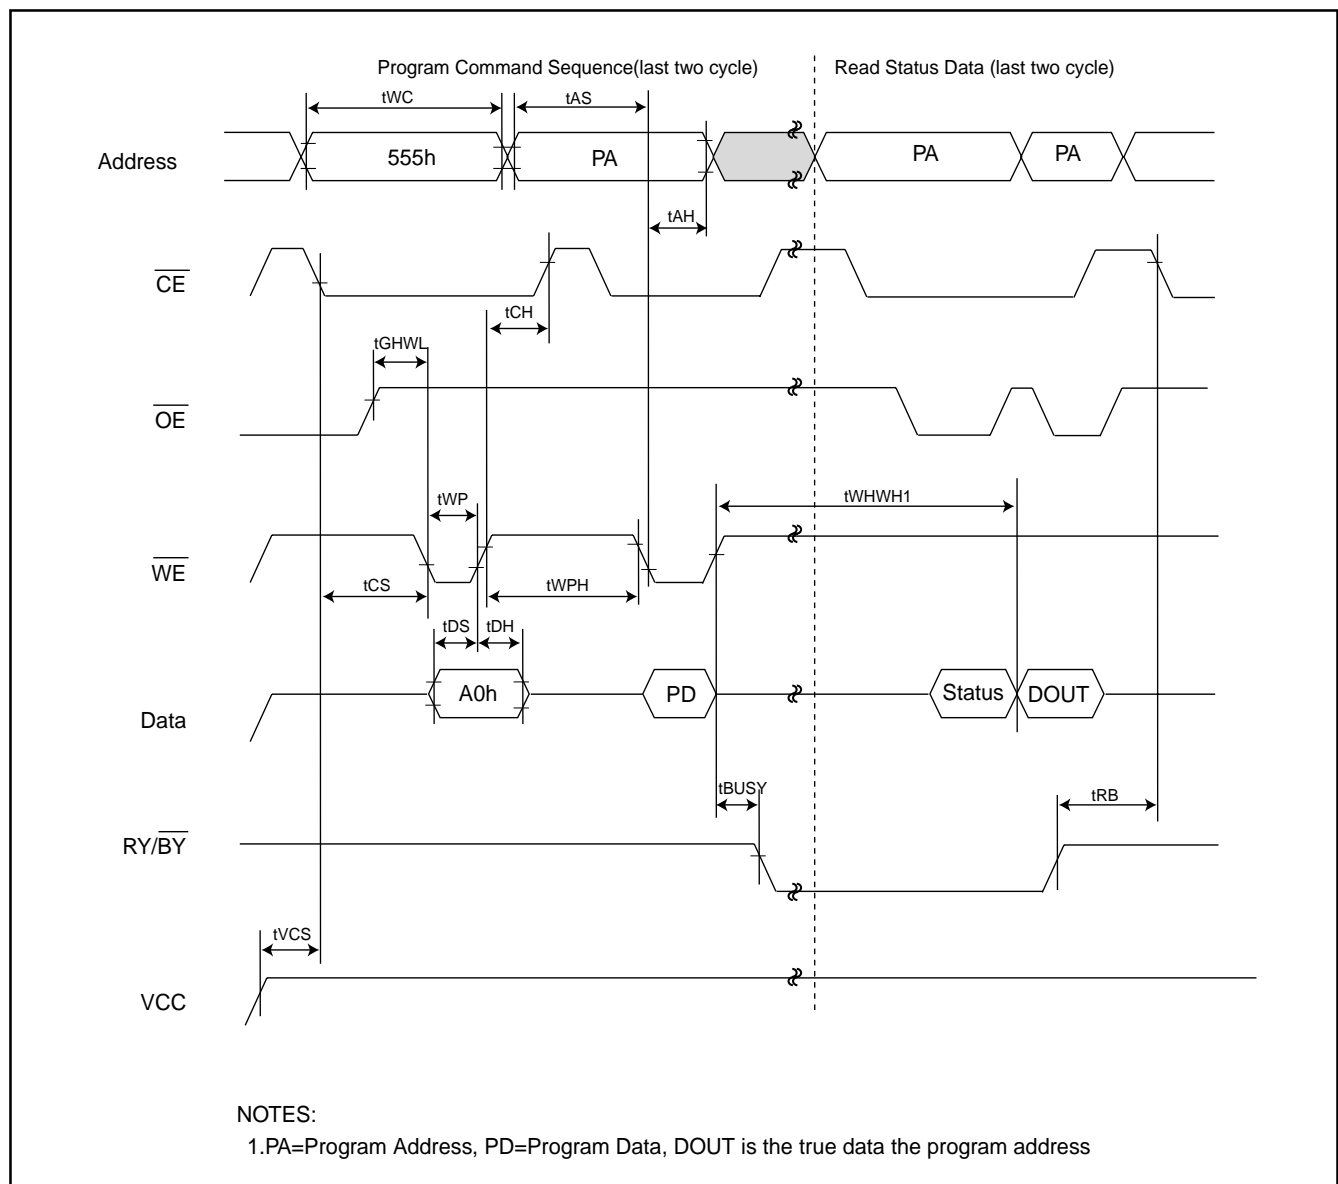 Program Command Sequence(last two cycle)
Read Status Data (last two cycle)
tWC
tAS
Address
555h
PA
PA
PA
tAH
CE
tCH
tGHWL
OE
tWP
tWHWH1
WE
tCS
tWPH
tDS
tDH
Data
A0h
PD
Status
DOUT
tBUSY
tRB
RY/BY
tVCS
VCC
NOTES:
1.PA=Program Address, PD=Program Data, DOUT is the true data the program address